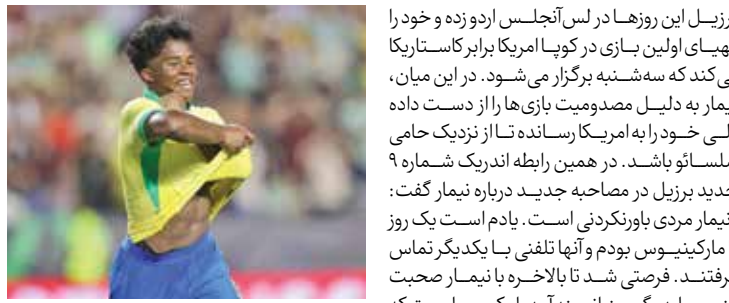 رزیل این روزها در لس‌آنجلس اردو زده و خود را
هیای اولین بازی در کوپا امریکا برابر کاستاریکا
ی‌کند که سه‌شنبه برگزار می‌شود. در این میان،
یمار به دلیل مصدومیت بازی‌ها را از دست داده
لی خود را به امریکا رسانده تا از نزدیک حامی
سلسائو باشد. در همین رابطه اندریک شماره ۹
جدید برزیل در مصاحبه جدید درباره نیمار گفت:
نیمار مردی باورنکردنی است. یادم است یک روز
مارکینیوس بودم و آنها تلفنی با یکدیگر تماس
رفتند. فرصتی شد تا بالاخره با نیمار صحبت